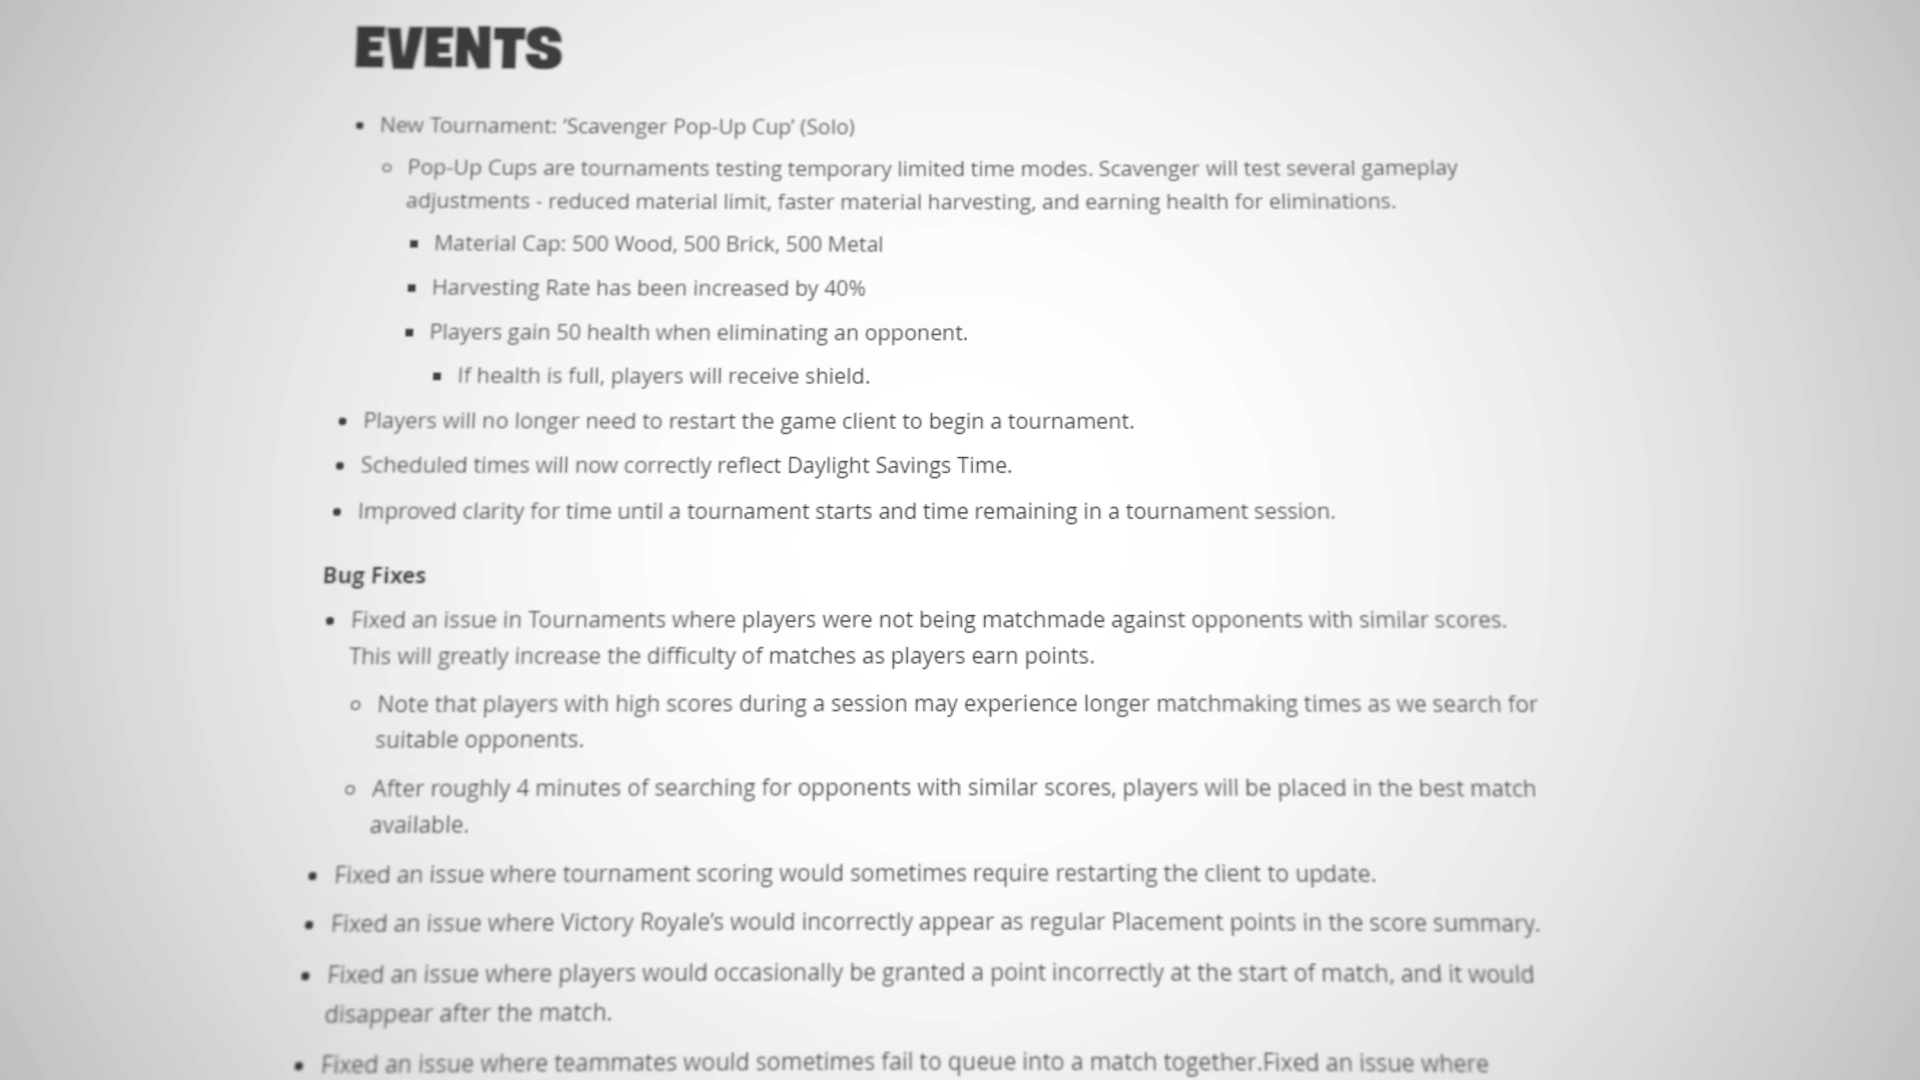 EVENTS
New Tournament: ‘Scavenger Pop-Up Cup’ (Solo)
Pop-Up Cups are tournaments testing temporary limited time modes. Scavenger will test several gameplay
adjustments - reduced material limit, faster material harvesting, and earning health for eliminations.
Material Cap: 500 Wood, 500 Brick, 500 Metal
Harvesting Rate has been increased by 40%
Players gain 50 health when eliminating an opponent.
If health is full, players will receive shield.
Players will no longer need to restart the game client to begin a tournament.
Scheduled times will now correctly reflect Daylight Savings Time.
Improved clarity for time until a tournament starts and time remaining in a tournament session.
Bug Fixes
Fixed an issue in Tournaments where players were not being matchmade against opponents with similar scores.
This will greatly increase the difficulty of matches as players earn points.
Note that players with high scores during a session may experience longer matchmaking times as we search for
suitable opponents.
After roughly 4 minutes of searching for opponents with similar scores, players will be placed in the best match
available.
Fixed an issue where tournament scoring would sometimes require restarting the client to update.
Fixed an issue where Victory Royale’s would incorrectly appear as regular Placement points in the score summary.
Fixed an issue where players would occasionally be granted a point incorrectly at the start of match, and it would
disappear after the match.
Fixed an issue where teammates would sometimes fail to queue into a match together.Fixed an issue where